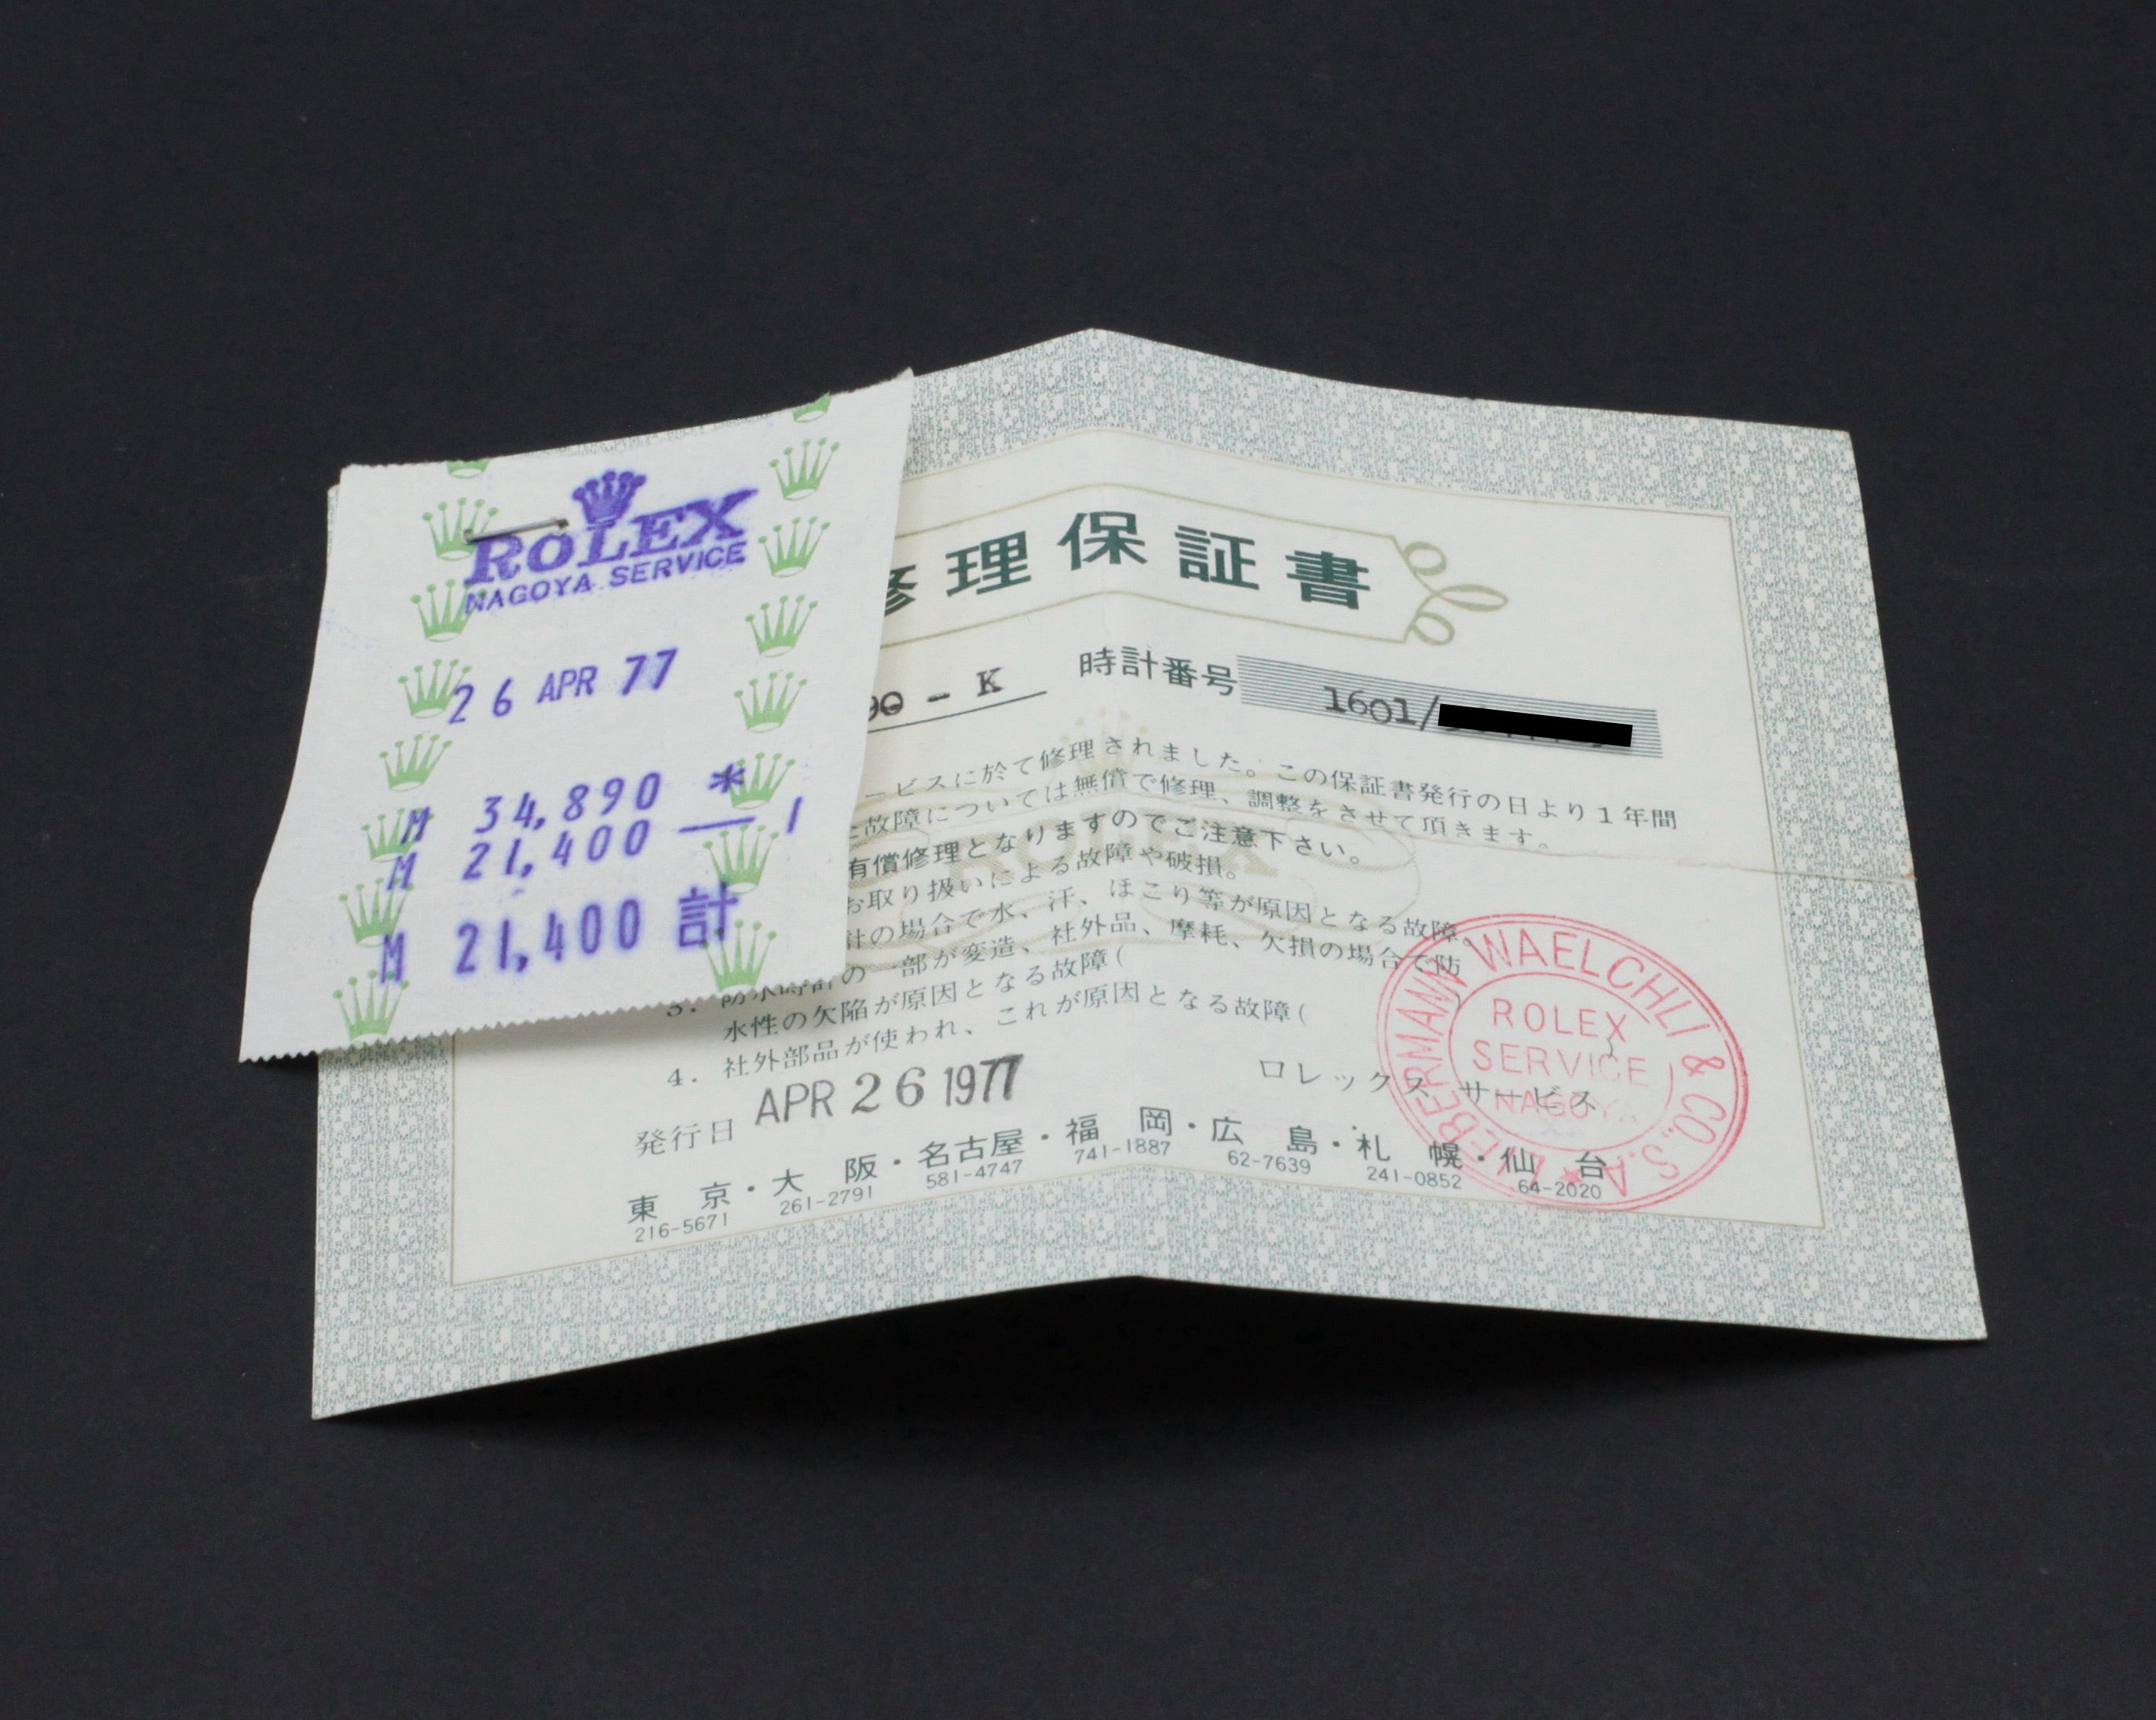 ROLEX
NAGOYA SERVICE
26 APR 77
M 34,890 *
M 21,400 — 1
M 21,400 計
修理保証書
90 - K 時計番号 1601/
ービスに於て修理されました。この保証書発行の日より1年間
故障については無償で修理、調整をさせて頂きます。
有償修理となりますのでご注意下さい。
お取り扱いによる故障や破損。
計の場合で水、汗、ほこり等が原因となる故障。
3. 防水時計の一部が変造、社外品、摩耗、欠損の場合で防
水性の欠陥が原因となる故障(
4. 社外部品が使われ、これが原因となる故障(
発行日 APR 26 1977
ロレックス サービス
東京・大阪・名古屋・福岡・広島・札幌・仙台
216-5671 261-2791 581-4747 741-1887 62-7639 241-0852 64-2020
LIEBERMANN WAELCHLI & CO., S.A.
ROLEX
SERVICE
NAGOYA